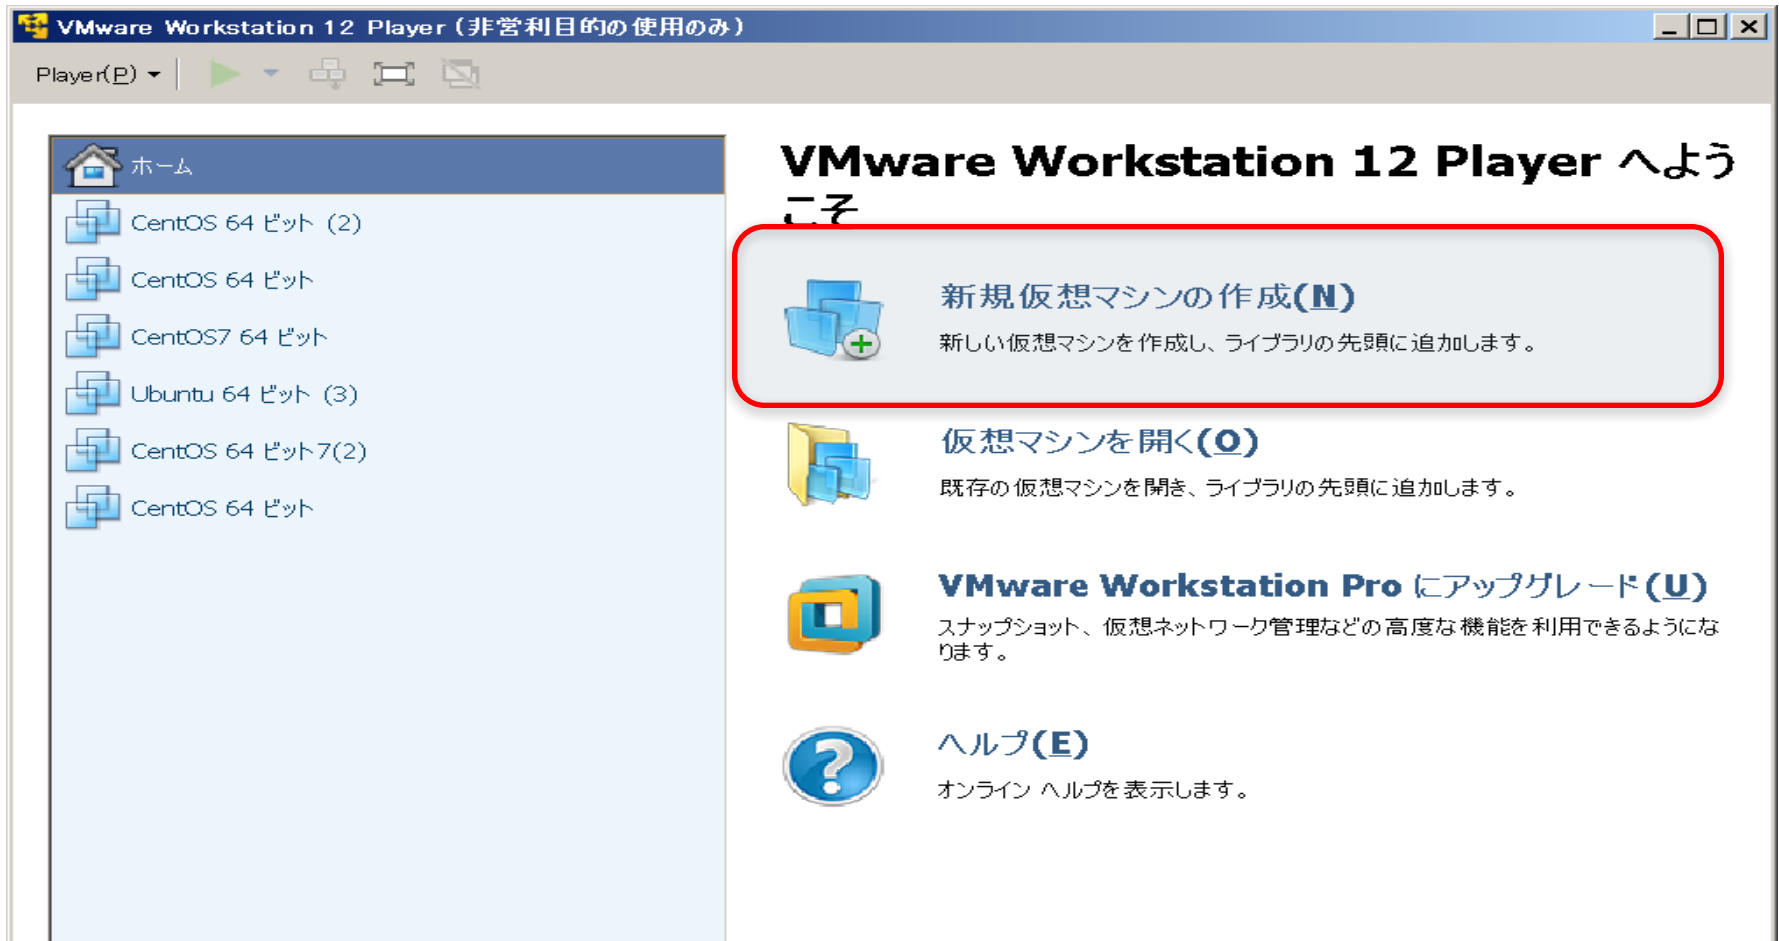 VMware Workstation 12 Player (非営利目的の使用のみ)
Player(P)
ホーム
CentOS 64 ビット (2)
CentOS 64 ビット
CentOS7 64 ビット
Ubuntu 64 ビット (3)
CentOS 64 ビット7(2)
CentOS 64 ビット
VMware Workstation 12 Player へよう
こそ
新規仮想マシンの作成(N)
新しい仮想マシンを作成し、ライブラリの先頭に追加します。
仮想マシンを開く(O)
既存の仮想マシンを開き、ライブラリの先頭に追加します。
VMware Workstation Pro にアップグレード(U)
スナップショット、仮想ネットワーク管理などの高度な機能を利用できるようにな
ります。
ヘルプ(E)
オンライン ヘルプを表示します。